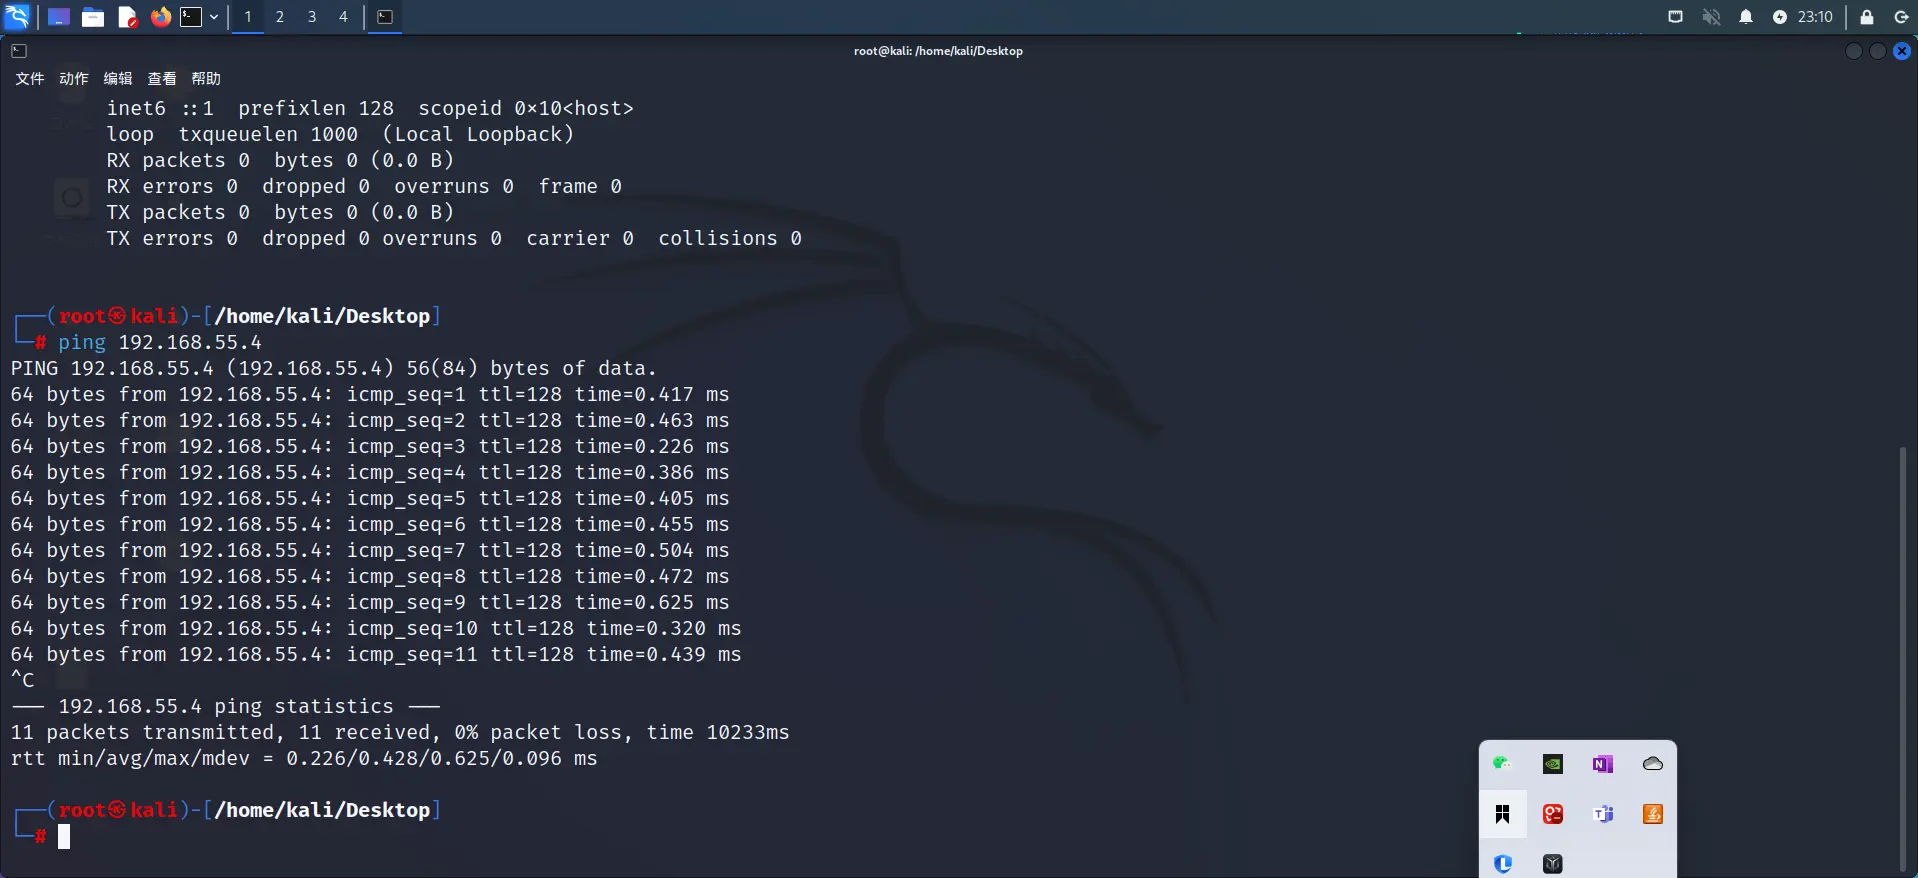 1 2 3 4 23:10
root@kali: /home/kali/Desktop
文件 动作 编辑 查看 帮助
inet6 ::1 prefixlen 128 scopeid 0×10<host>
loop txqueuelen 1000 (Local Loopback)
RX packets 0 bytes 0 (0.0 B)
RX errors 0 dropped 0 overruns 0 frame 0
TX packets 0 bytes 0 (0.0 B)
TX errors 0 dropped 0 overruns 0 carrier 0 collisions 0
┌──(root㉿kali)-[/home/kali/Desktop]
└─# ping 192.168.55.4
PING 192.168.55.4 (192.168.55.4) 56(84) bytes of data.
64 bytes from 192.168.55.4: icmp_seq=1 ttl=128 time=0.417 ms
64 bytes from 192.168.55.4: icmp_seq=2 ttl=128 time=0.463 ms
64 bytes from 192.168.55.4: icmp_seq=3 ttl=128 time=0.226 ms
64 bytes from 192.168.55.4: icmp_seq=4 ttl=128 time=0.386 ms
64 bytes from 192.168.55.4: icmp_seq=5 ttl=128 time=0.405 ms
64 bytes from 192.168.55.4: icmp_seq=6 ttl=128 time=0.455 ms
64 bytes from 192.168.55.4: icmp_seq=7 ttl=128 time=0.504 ms
64 bytes from 192.168.55.4: icmp_seq=8 ttl=128 time=0.472 ms
64 bytes from 192.168.55.4: icmp_seq=9 ttl=128 time=0.625 ms
64 bytes from 192.168.55.4: icmp_seq=10 ttl=128 time=0.320 ms
64 bytes from 192.168.55.4: icmp_seq=11 ttl=128 time=0.439 ms
^C
--- 192.168.55.4 ping statistics ---
11 packets transmitted, 11 received, 0% packet loss, time 10233ms
rtt min/avg/max/mdev = 0.226/0.428/0.625/0.096 ms
┌──(root㉿kali)-[/home/kali/Desktop]
└─#